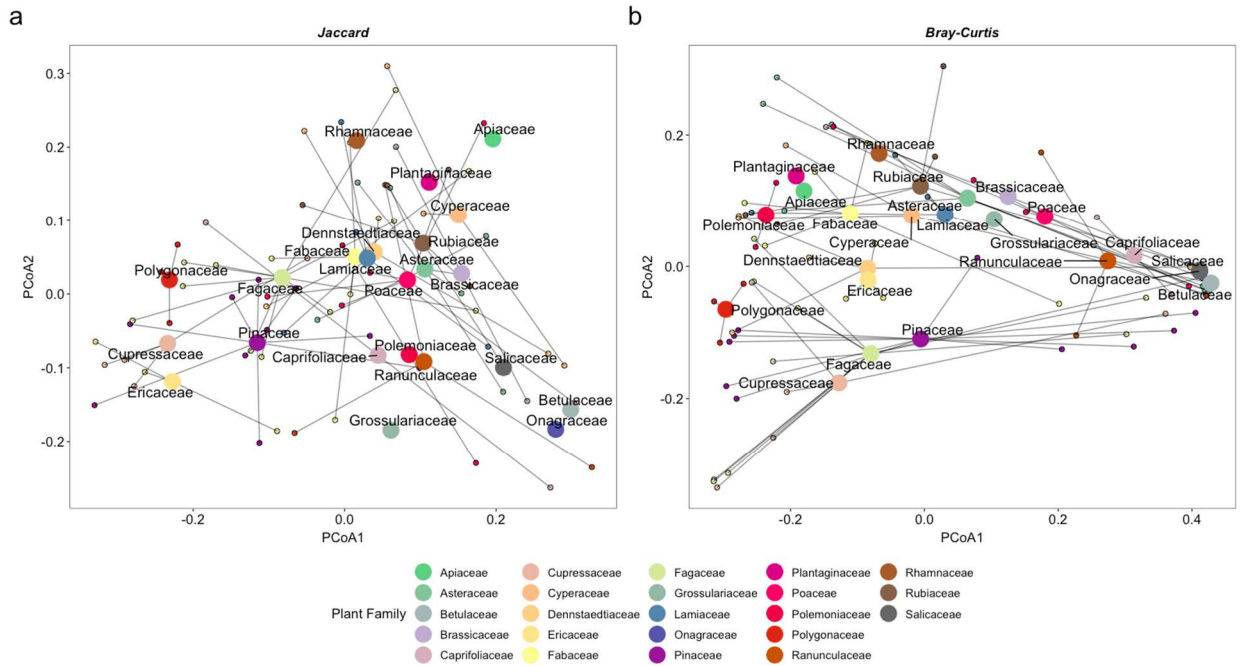 a
b
Jaccard
Bray-Curtis
0.3
0.2
0.1
0.0
-0.1
-0.2
PCoA2
-0.2
0.0
0.2
PCoA1
Rhamnaceae
Apiaceae
Plantaginaceae
Cyperaceae
Dennstaedtiaceae
Fabaceae
Rubiaceae
Lamiaceae
Asteraceae
Polygonaceae
Fagaceae
Poaceae
Brassicaceae
Pinaceae
Polemoniaceae
Cupressaceae
Caprifoliaceae
Salicaceae
Ranunculaceae
Ericaceae
Betulaceae
Grossulariaceae
Onagraceae
0.2
0.0
-0.2
PCoA2
-0.2
0.0
0.2
0.4
PCoA1
Rhamnaceae
Plantaginaceae
Rubiaceae
Brassicaceae
Apiaceae
Asteraceae
Poaceae
Polemoniaceae
Fabaceae
Lamiaceae
Cyperaceae
Grossulariaceae
Caprifoliaceae
Dennstaedtiaceae
Ranunculaceae
Salicaceae
Onagraceae
Ericaceae
Betulaceae
Polygonaceae
Pinaceae
Fagaceae
Cupressaceae
Plant Family
Apiaceae
Asteraceae
Betulaceae
Brassicaceae
Caprifoliaceae
Cupressaceae
Cyperaceae
Dennstaedtiaceae
Ericaceae
Fabaceae
Fagaceae
Grossulariaceae
Lamiaceae
Onagraceae
Pinaceae
Plantaginaceae
Poaceae
Polemoniaceae
Polygonaceae
Ranunculaceae
Rhamnaceae
Rubiaceae
Salicaceae